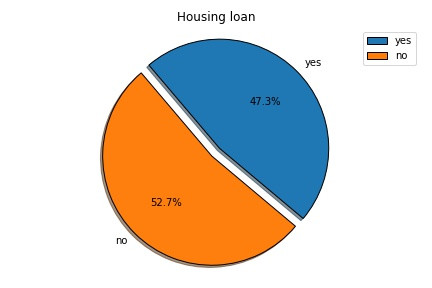 Housing loan
yes
no
yes
47.3%
52.7%
no